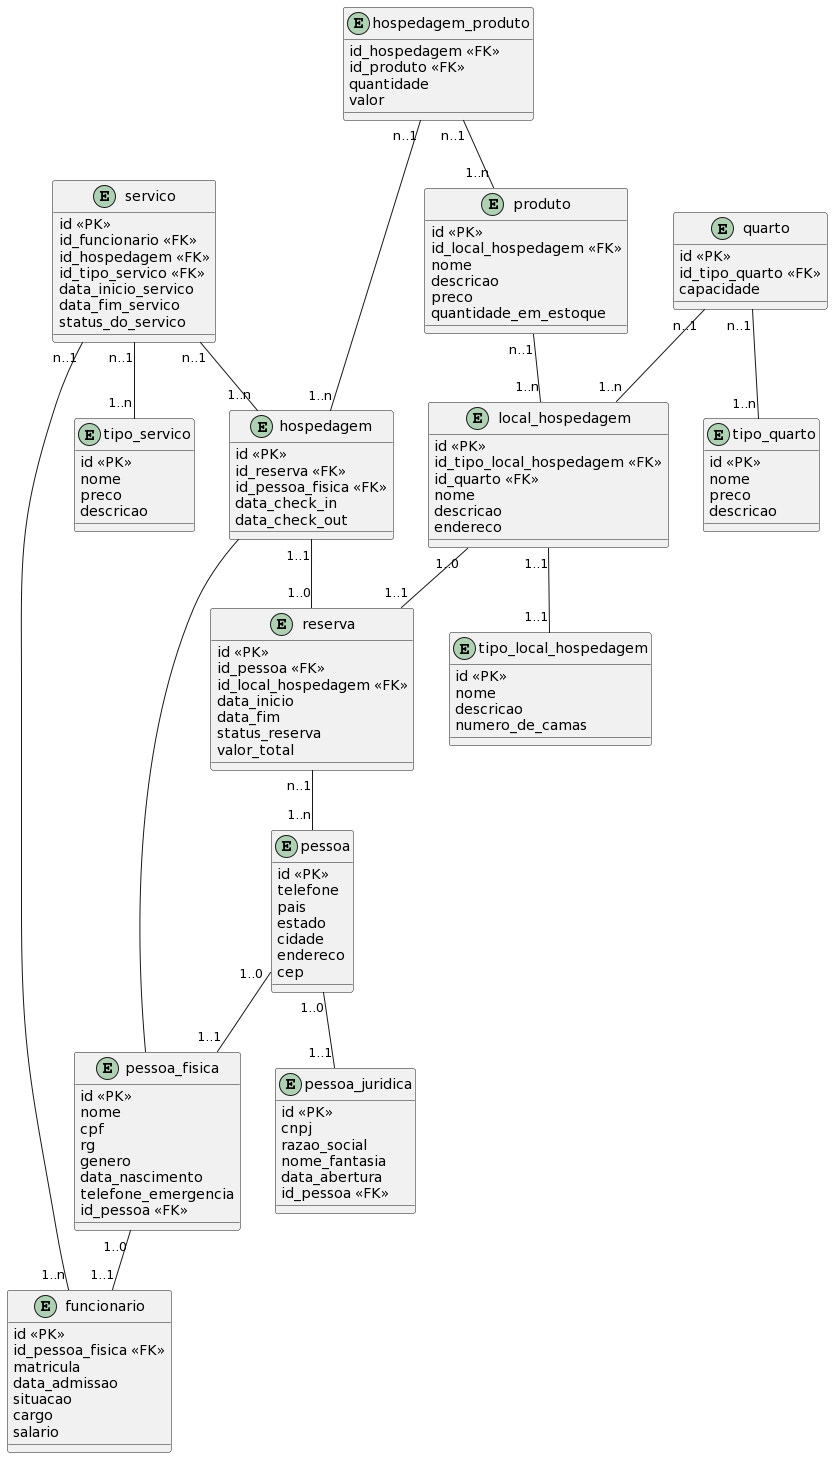 E hospedagem_produto
id_hospedagem «FK»
id_produto «FK»
quantidade
valor
n..1
n..1
1..n
1..n
E servico
id «PK»
id_funcionario «FK»
id_hospedagem «FK»
id_tipo_servico «FK»
data_inicio_servico
data_fim_servico
status_do_servico
n..1
n..1
n..1
1..n
1..n
1..n
E produto
id «PK»
id_local_hospedagem «FK»
nome
descricao
preco
quantidade_em_estoque
n..1
1..n
E quarto
id «PK»
id_tipo_quarto «FK»
capacidade
n..1
n..1
1..n
1..n
E tipo_servico
id «PK»
nome
preco
descricao
E hospedagem
id «PK»
id_reserva «FK»
id_pessoa_fisica «FK»
data_check_in
data_check_out
1..1
1..0
E local_hospedagem
id «PK»
id_tipo_local_hospedagem «FK»
id_quarto «FK»
nome
descricao
endereco
1..0
1..1
1..1
1..1
E tipo_quarto
id «PK»
nome
preco
descricao
E reserva
id «PK»
id_pessoa «FK»
id_local_hospedagem «FK»
data_inicio
data_fim
status_reserva
valor_total
n..1
1..n
E tipo_local_hospedagem
id «PK»
nome
descricao
numero_de_camas
E pessoa
id «PK»
telefone
pais
estado
cidade
endereco
cep
1..0
1..0
1..1
1..1
E pessoa_fisica
id «PK»
nome
cpf
rg
genero
data_nascimento
telefone_emergencia
id_pessoa «FK»
1..0
1..1
E pessoa_juridica
id «PK»
cnpj
razao_social
nome_fantasia
data_abertura
id_pessoa «FK»
E funcionario
id «PK»
id_pessoa_fisica «FK»
matricula
data_admissao
situacao
cargo
salario